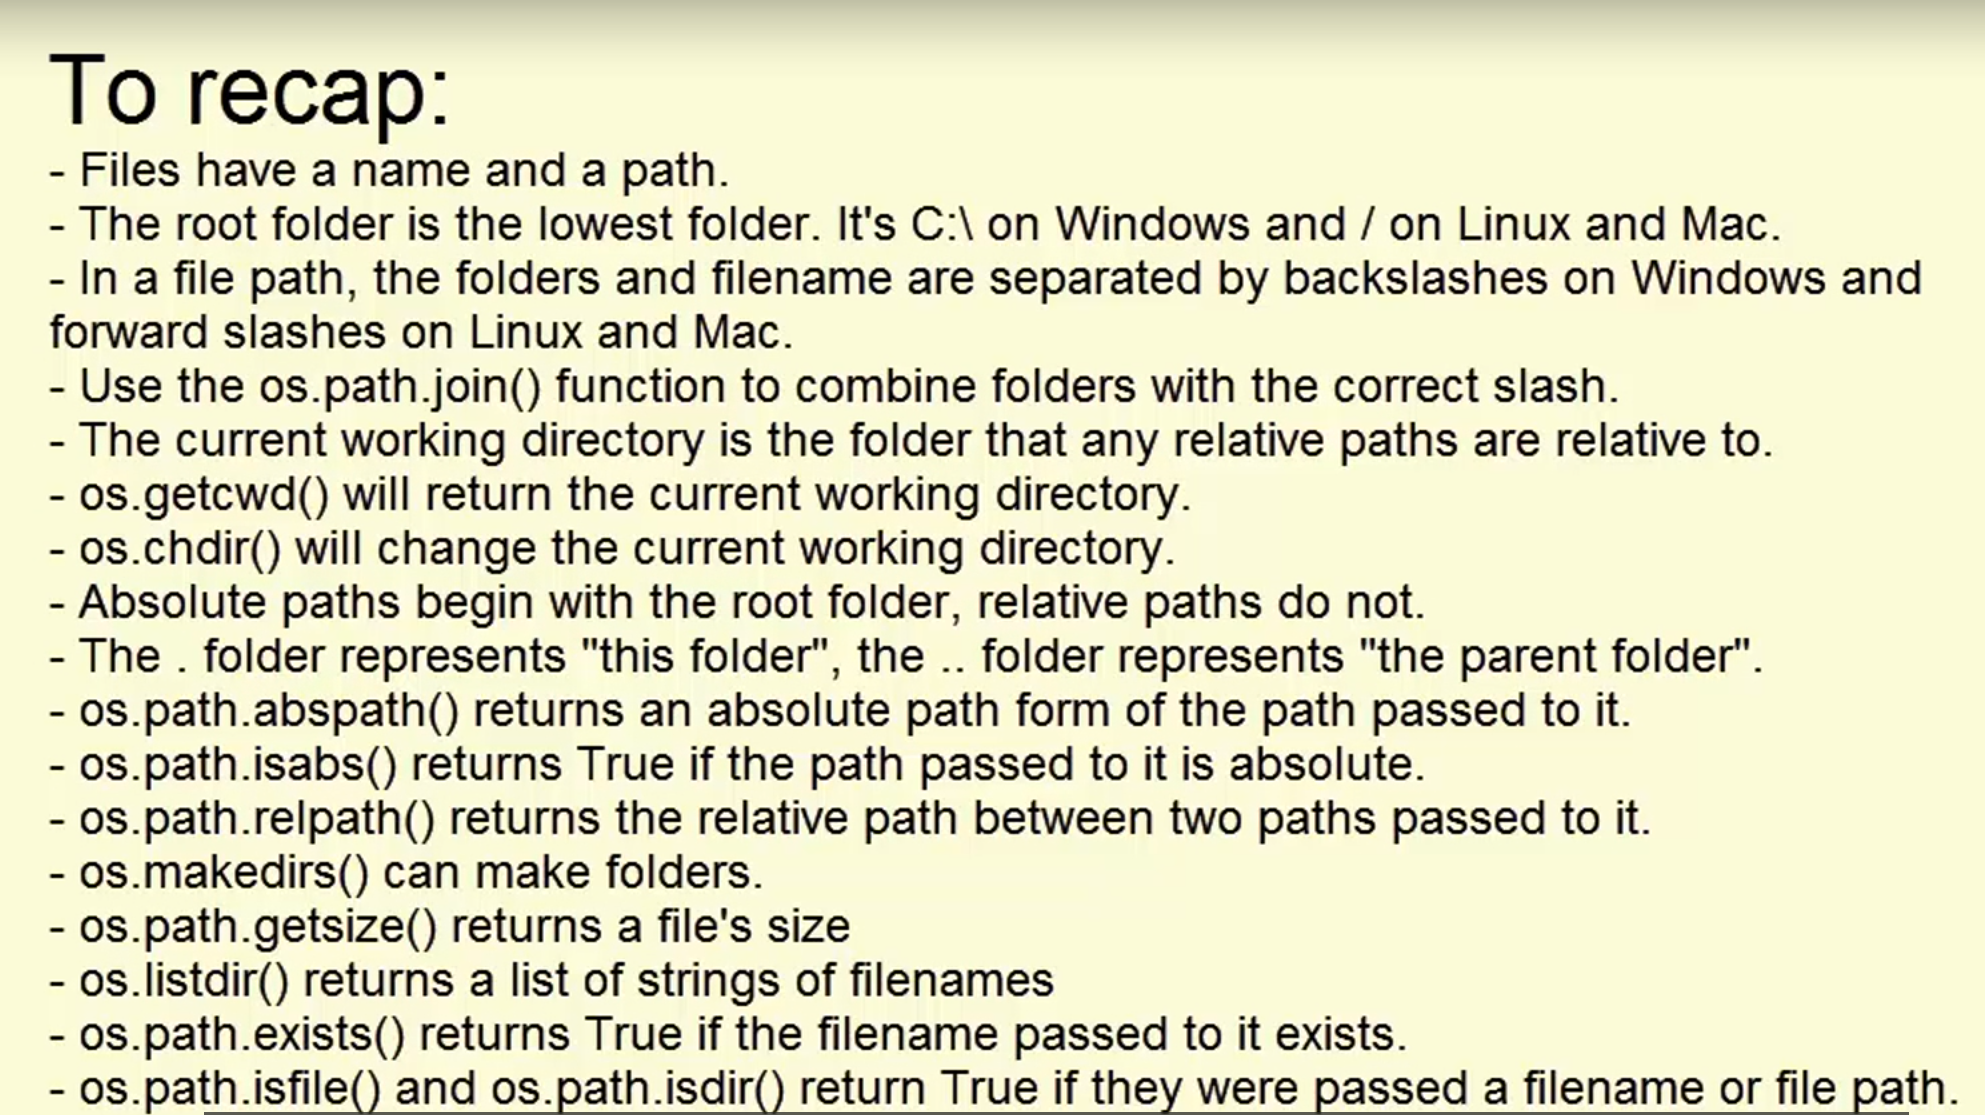 To recap:
- Files have a name and a path.
- The root folder is the lowest folder. It's C:\ on Windows and / on Linux and Mac.
- In a file path, the folders and filename are separated by backslashes on Windows and
forward slashes on Linux and Mac.
- Use the os.path.join() function to combine folders with the correct slash.
- The current working directory is the folder that any relative paths are relative to.
- os.getcwd() will return the current working directory.
- os.chdir() will change the current working directory.
- Absolute paths begin with the root folder, relative paths do not.
- The . folder represents "this folder", the .. folder represents "the parent folder".
- os.path.abspath() returns an absolute path form of the path passed to it.
- os.path.isabs() returns True if the path passed to it is absolute.
- os.path.relpath() returns the relative path between two paths passed to it.
- os.makedirs() can make folders.
- os.path.getsize() returns a file's size
- os.listdir() returns a list of strings of filenames
- os.path.exists() returns True if the filename passed to it exists.
- os.path.isfile() and os.path.isdir() return True if they were passed a filename or file path.